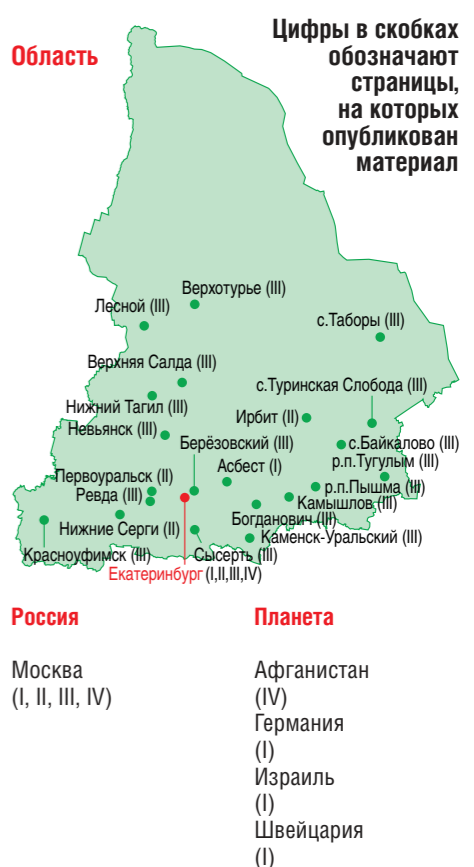 Область
Цифры в скобках
обозначают
страницы,
на которых
опубликован
материал
Верхотурье (III)
Лесной (III)
с.Таборы (III)
Верхняя Салда (III)
с.Туринская Слобода (III)
Нижний Тагил (III)
Ирбит (II)
Невьянск (III)
Берёзовский (III)
с.Байкалово (III)
Асбест (I)
р.п.Тугулым (III)
Первоуральск (II)
р.п.Пышма (III)
Ревда (III)
Камышлов (III)
Богданович (III)
Нижние Серги (II)
Каменск-Уральский (III)
Красноуфимск (III)
Сысерть (III)
Екатеринбург (I,II,III,IV)
Россия
Москва
(I, II, III, IV)
Планета
Афганистан
(IV)
Германия
(I)
Израиль
(I)
Швейцария
(I)